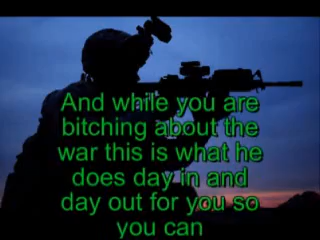 And while you are
bitching about the
war this is what he
does day in and
day out for you so
you can